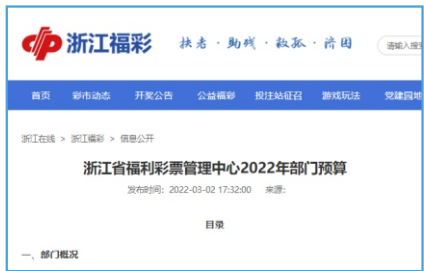 浙江福彩
扶老·助残·救孤·济困
请输入搜
首页 彩市动态 开奖公告 公益福彩 投注站征召 游戏玩法 党建园地
浙江在线 > 浙江福彩 > 信息公开
浙江省福利彩票管理中心2022年部门预算
发布时间：2022-03-02 17:32:00 来源：
目录
一、部门概况